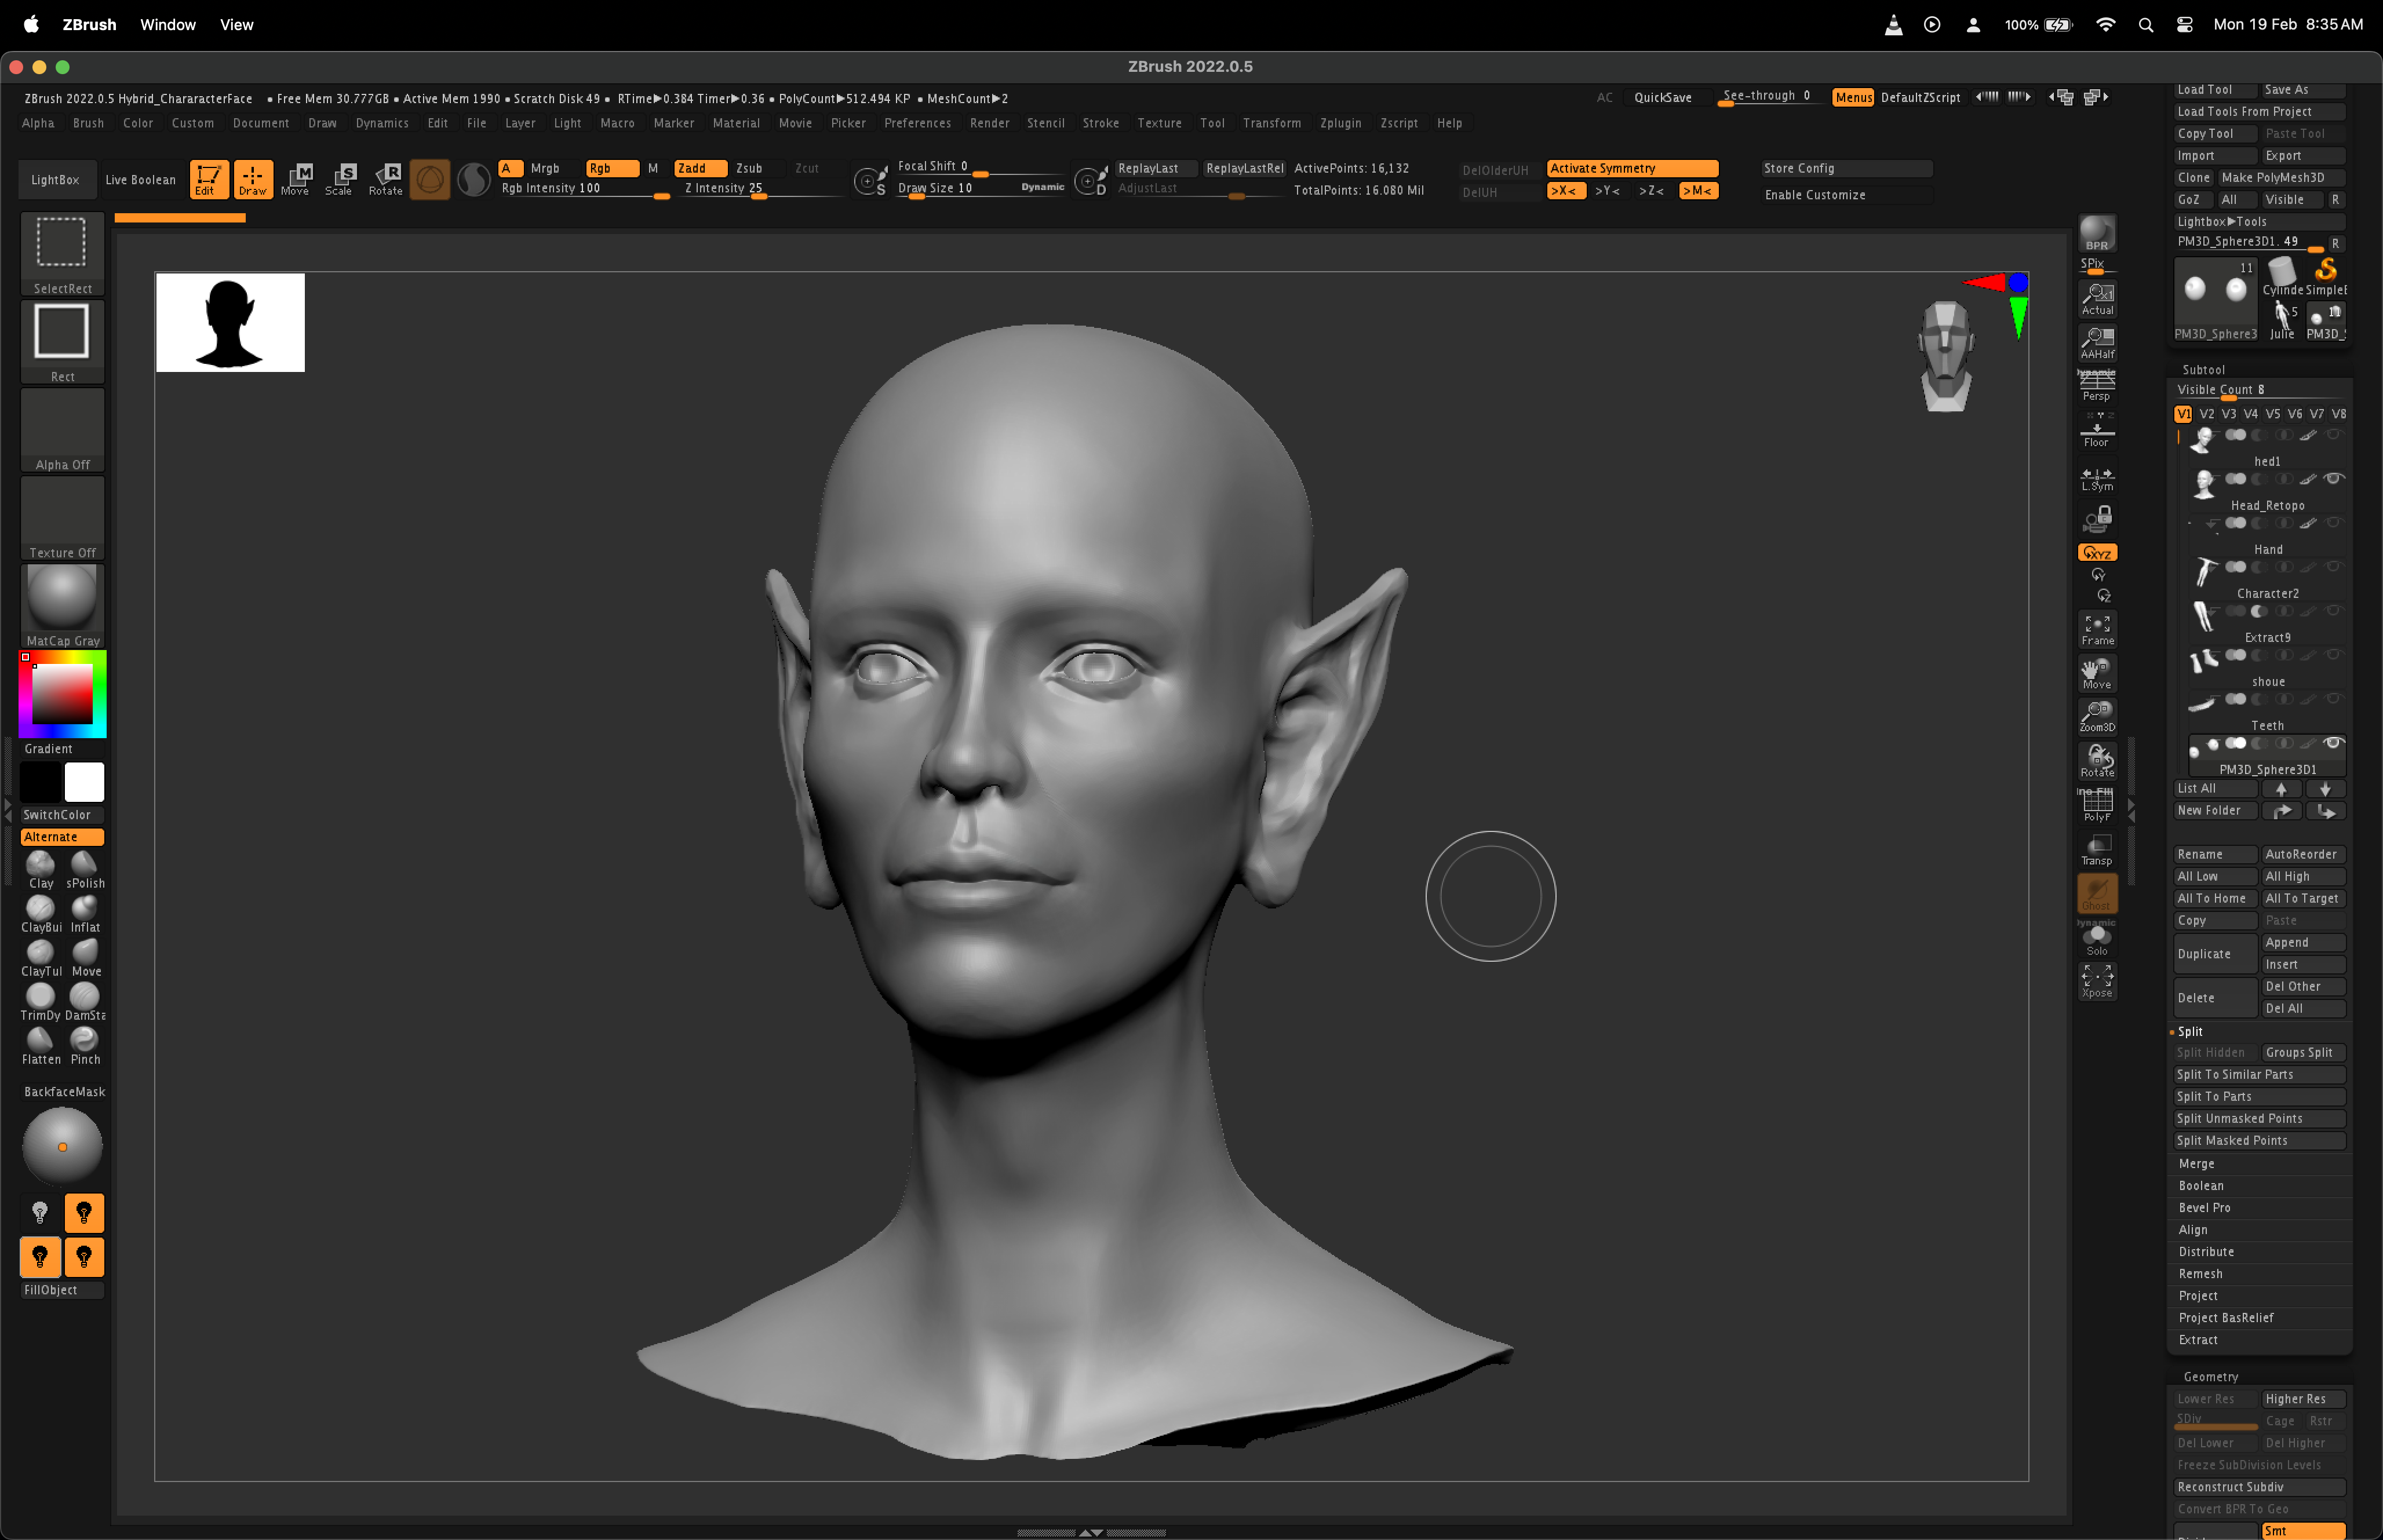 ZBrush Window View 100% Mon 19 Feb 8:35AM
ZBrush 2022.0.5
ZBrush 2022.0.5 Hybrid_ChararacterFace • Free Mem 30.777GB • Active Mem 1990 • Scratch Disk 49 • RTime▶0.384 Timer▶0.36 • PolyCount▶512.494 KP • MeshCount▶2
AC QuickSave See-through 0 Menus DefaultZScript
Alpha Brush Color Custom Document Draw Dynamics Edit File Layer Light Macro Marker Material Movie Picker Preferences Render Stencil Stroke Texture Tool Transform Zplugin Zscript Help
LightBox Live Boolean Edit Draw Move Scale Rotate
A Mrgb Rgb M Zadd Zsub Zcut
Rgb Intensity 100 Z Intensity 25
Focal Shift 0
Draw Size 10 Dynamic
S D
ReplayLast ReplayLastRel ActivePoints: 16,132
AdjustLast TotalPoints: 16.080 Mil
DelOlderUH Activate Symmetry
DelUH >X< >Y< >Z< >M<
Store Config
Enable Customize
SelectRect
Rect
Alpha Off
Texture Off
MatCap Gray
Gradient
SwitchColor
Alternate
Clay sPolish
ClayBui Inflat
ClayTul Move
TrimDy DamSta
Flatten Pinch
BackfaceMask
FillObject
BPR
SPix
Actual
AAHalf
Dynamic
Persp
Floor
L.Sym
XYZ
Y
Z
Frame
Move
Zoom3D
Rotate
PolyF
Transp
Ghost
Dynamic
Solo
Xpose
Load Tool Save As
Load Tools From Project
Copy Tool Paste Tool
Import Export
Clone Make PolyMesh3D
GoZ All Visible R
Lightbox▶Tools
PM3D_Sphere3D1. 49 R
11
Cylinde SimpleE
5 11
PM3D_Sphere3 Julie PM3D_S
Subtool
Visible Count 8
V1 V2 V3 V4 V5 V6 V7 V8
hed1
Head_Retopo
Hand
Character2
Extract9
shoue
Teeth
PM3D_Sphere3D1
List All
New Folder
Rename AutoReorder
All Low All High
All To Home All To Target
Copy Paste
Duplicate Append
Insert
Delete Del Other
Del All
Split
Split Hidden Groups Split
Split To Similar Parts
Split To Parts
Split Unmasked Points
Split Masked Points
Merge
Boolean
Bevel Pro
Align
Distribute
Remesh
Project
Project BasRelief
Extract
Geometry
Lower Res Higher Res
SDiv Cage Rstr
Del Lower Del Higher
Freeze SubDivision Levels
Reconstruct Subdiv
Convert BPR To Geo
Smt